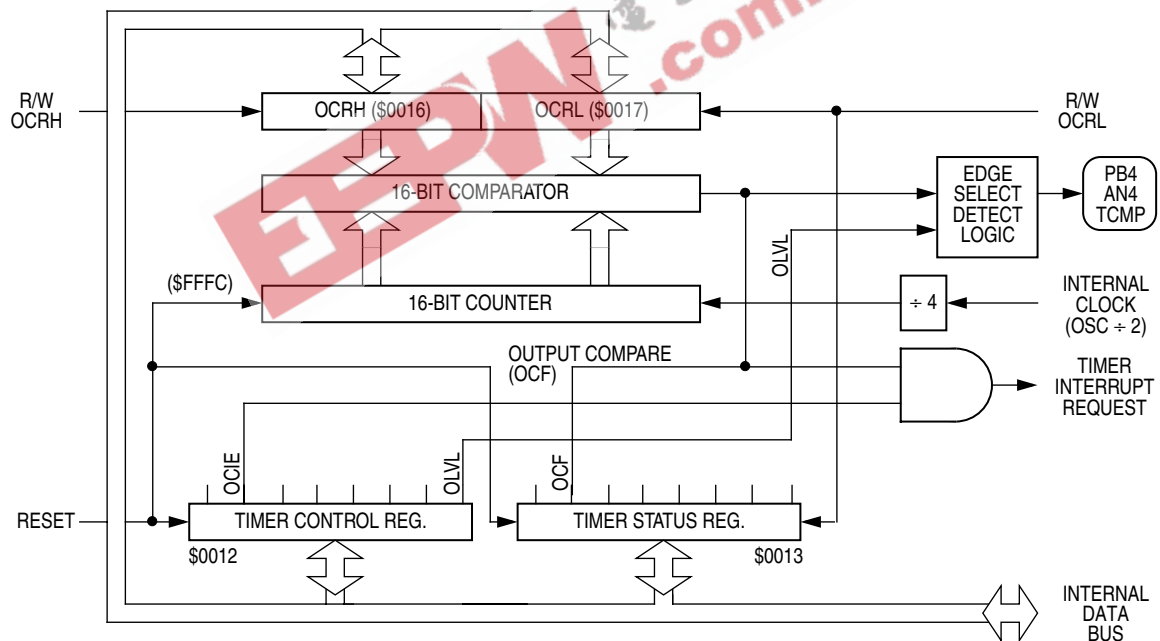 R/W
OCRH
OCRH ($0016)
OCRL ($0017)
R/W
OCRL
16-BIT COMPARATOR
EDGE
SELECT
DETECT
LOGIC
PB4
AN4
TCMP
OLVL
($FFFC)
16-BIT COUNTER
÷ 4
INTERNAL
CLOCK
(OSC ÷ 2)
OUTPUT COMPARE
(OCF)
TIMER
INTERRUPT
REQUEST
OCIE
OLVL
OCF
RESET
TIMER CONTROL REG.
TIMER STATUS REG.
$0012
$0013
INTERNAL
DATA
BUS
EEPW
.com